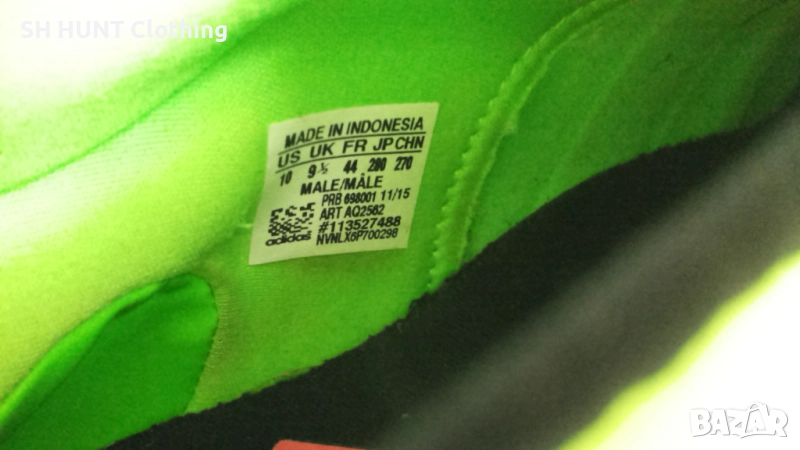 SH HUNT Clothing
MADE IN INDONESIA
US UK FR JP CHN
10 9½ 44 280 270
MALE/MÂLE
PRB 698001 11/15
ART AQ2562
#113527488
NVNLX6P700298
adidas
BAZAR